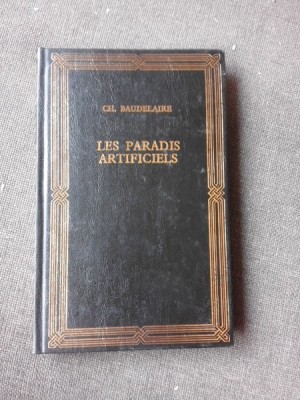 CH. BAUDELAIRE
LES PARADIS
ARTIFICIELS